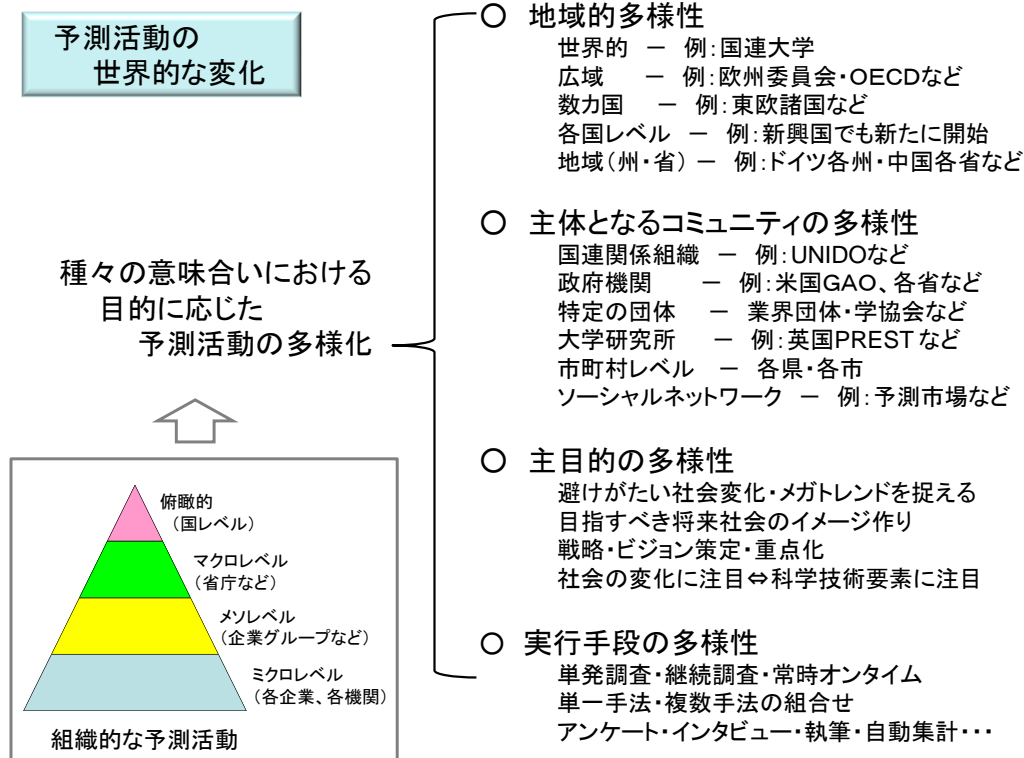 予測活動の
世界的な変化
種々の意味合いにおける
目的に応じた
予測活動の多様化
俯瞰的
(国レベル)
マクロレベル
(省庁など)
メソレベル
(企業グループなど)
ミクロレベル
(各企業、各機関)
組織的な予測活動
○ 地域的多様性
世界的 － 例:国連大学
広域 － 例:欧州委員会・OECDなど
数カ国 － 例:東欧諸国など
各国レベル － 例:新興国でも新たに開始
地域(州・省) － 例:ドイツ各州・中国各省など
○ 主体となるコミュニティの多様性
国連関係組織 － 例:UNIDOなど
政府機関 － 例:米国GAO、各省など
特定の団体 － 業界団体・学協会など
大学研究所 － 例:英国PRESTなど
市町村レベル － 各県・各市
ソーシャルネットワーク － 例:予測市場など
○ 主目的の多様性
避けがたい社会変化・メガトレンドを捉える
目指すべき将来社会のイメージ作り
戦略・ビジョン策定・重点化
社会の変化に注目⇔科学技術要素に注目
○ 実行手段の多様性
単発調査・継続調査・常時オンタイム
単一手法・複数手法の組合せ
アンケート・インタビュー・執筆・自動集計・・・